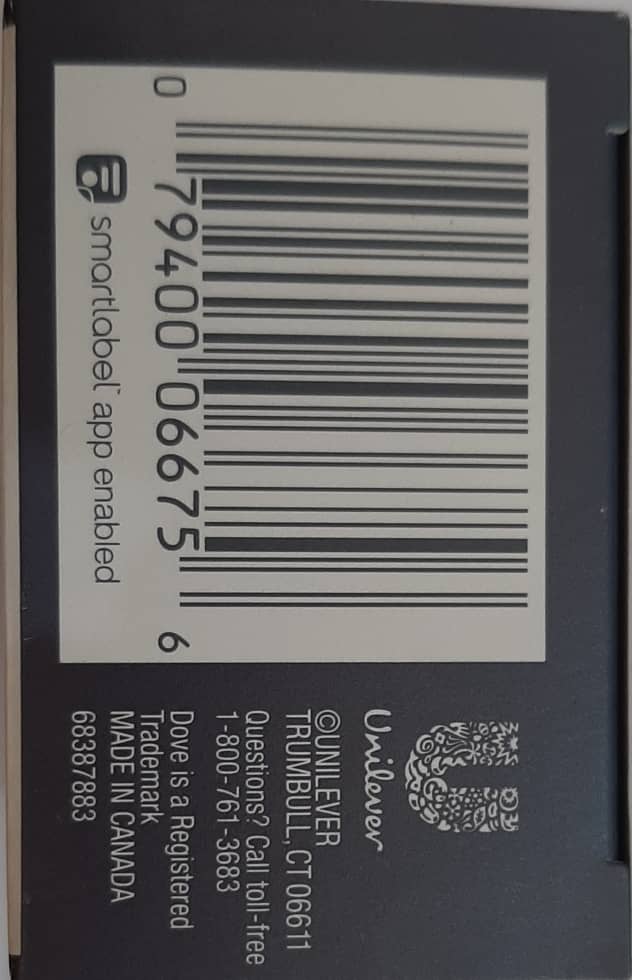 0 79400 06675 6
smartlabel™ app enabled
Unilever
©UNILEVER
TRUMBULL, CT 06611
Questions? Call toll-free
1-800-761-3683
Dove is a Registered
Trademark
MADE IN CANADA
68387883